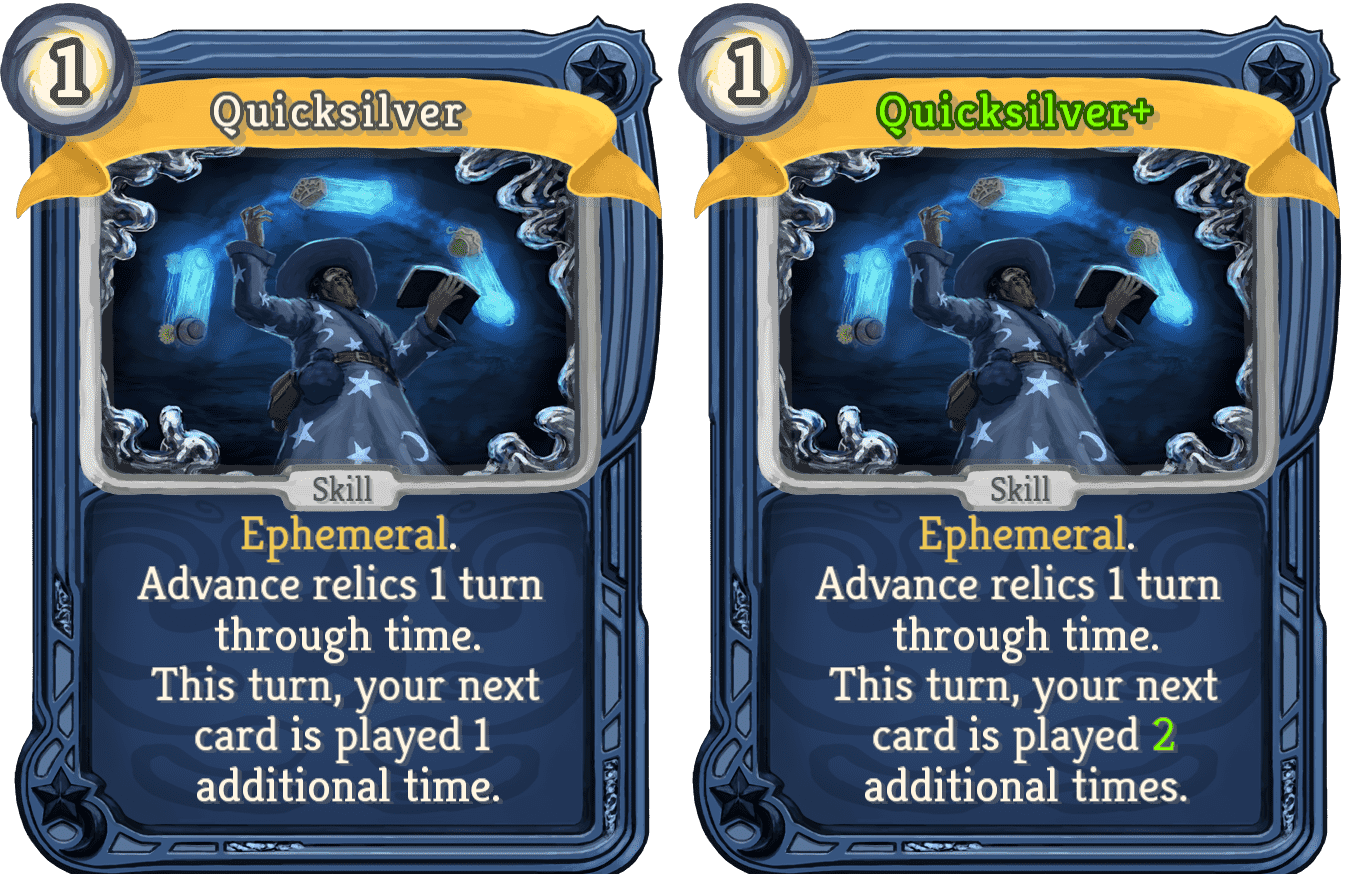 1
Quicksilver
Skill
Ephemeral.
Advance relics 1 turn
through time.
This turn, your next
card is played 1
additional time.
1
Quicksilver+
Skill
Ephemeral.
Advance relics 1 turn
through time.
This turn, your next
card is played 2
additional times.